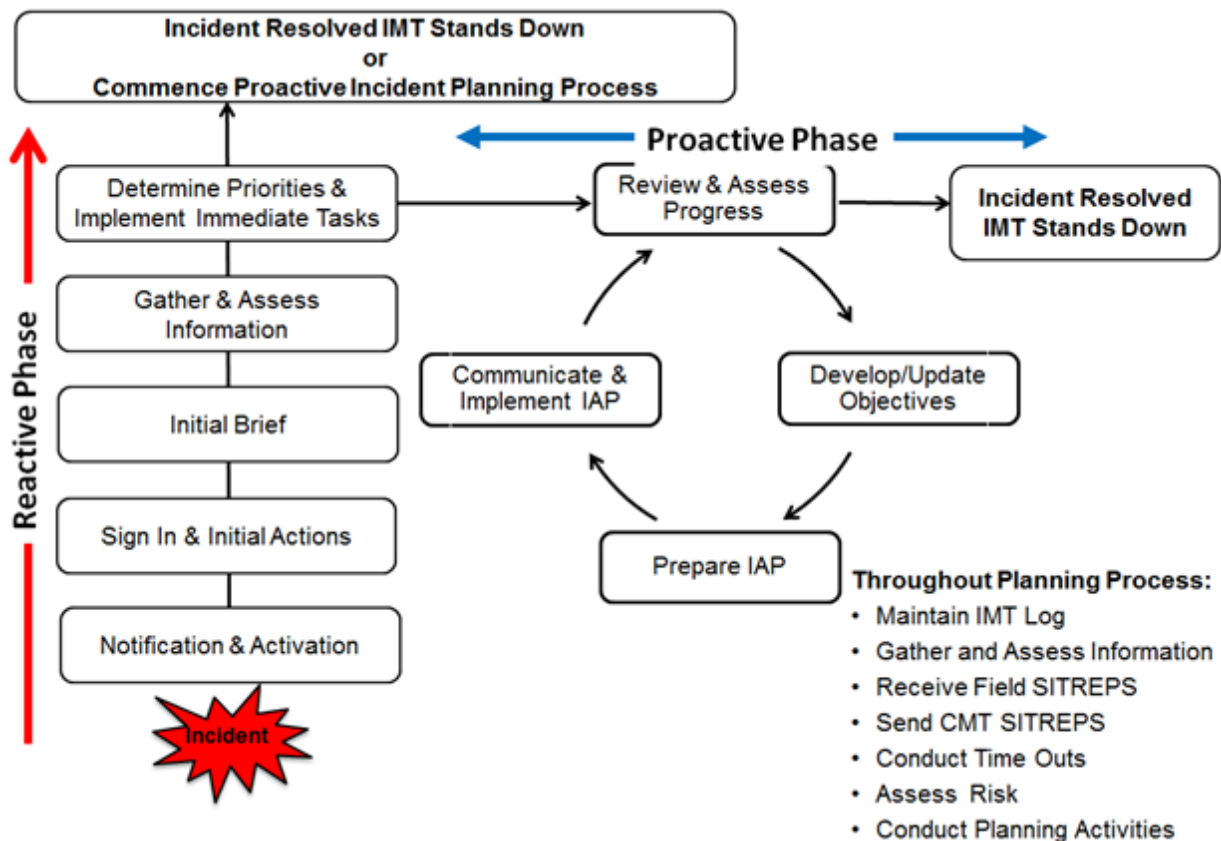 Incident Resolved IMT Stands Down
or
Commence Proactive Incident Planning Process
Reactive Phase
Proactive Phase
Determine Priorities &
Implement Immediate Tasks
Review & Assess
Progress
Incident Resolved
IMT Stands Down
Gather & Assess
Information
Communicate &
Implement IAP
Develop/Update
Objectives
Initial Brief
Sign In & Initial Actions
Prepare IAP
Notification & Activation
Incident
Throughout Planning Process:
• Maintain IMT Log
• Gather and Assess Information
• Receive Field SITREPS
• Send CMT SITREPS
• Conduct Time Outs
• Assess Risk
• Conduct Planning Activities